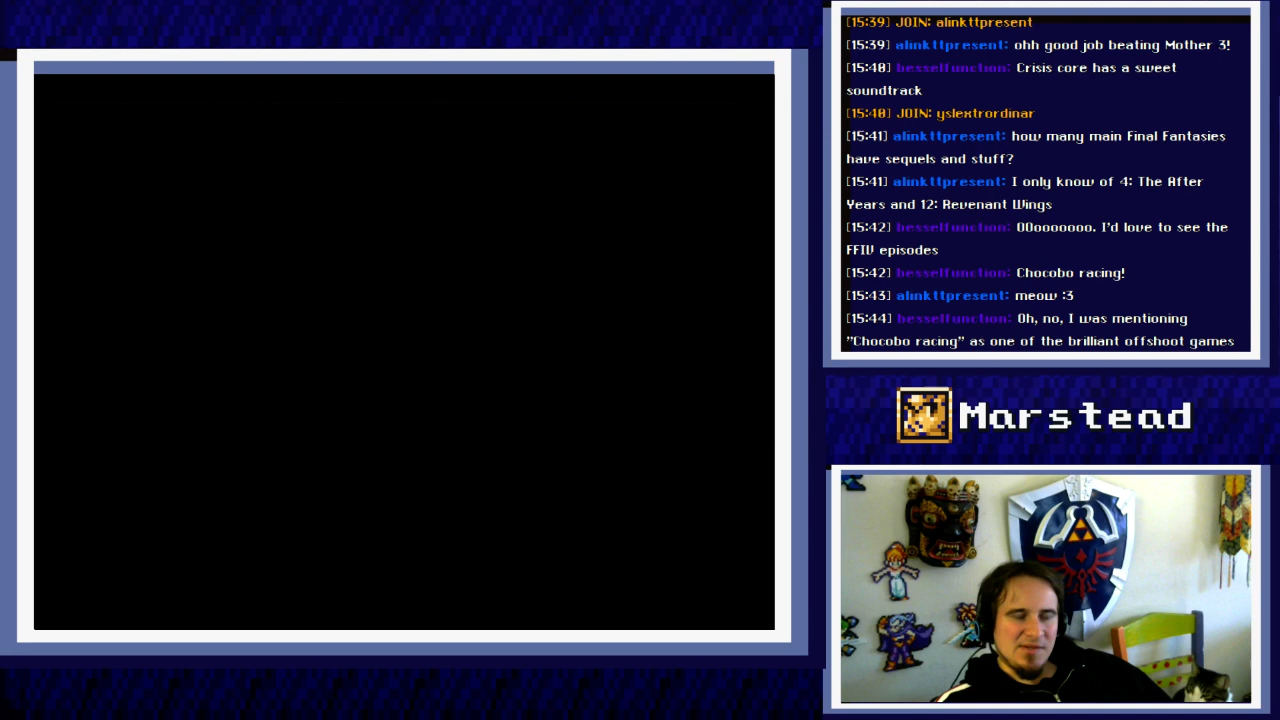 [15:39] JOIN: alinkttpresent
[15:39] alinkttpresent: ohh good job beating Mother 3!
[15:40] besselfunction: Crisis core has a sweet
soundtrack
[15:40] JOIN: yslextrordinar
[15:41] alinkttpresent: how many main Final Fantasies
have sequels and stuff?
[15:41] alinkttpresent: I only know of 4: The After
Years and 12: Revenant Wings
[15:42] besselfunction: OOooooooo. I'd love to see the
FFIV episodes
[15:42] besselfunction: Chocobo racing!
[15:43] alinkttpresent: meow :3
[15:44] besselfunction: Oh, no, I was mentioning
"Chocobo racing" as one of the brilliant offshoot games
Marstead